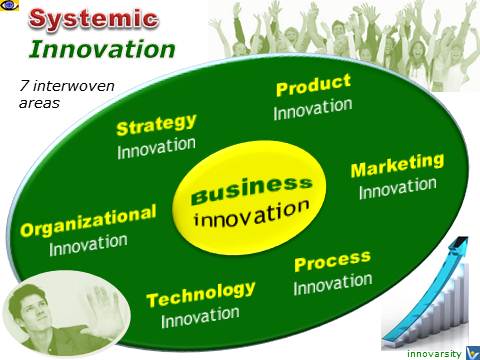 Systemic
Innovation
7 interwoven
areas
Product
Innovation
Strategy
Innovation
Marketing
Innovation
Business
innovation
Organizational
Innovation
Process
Innovation
Technology
Innovation
innovarsity